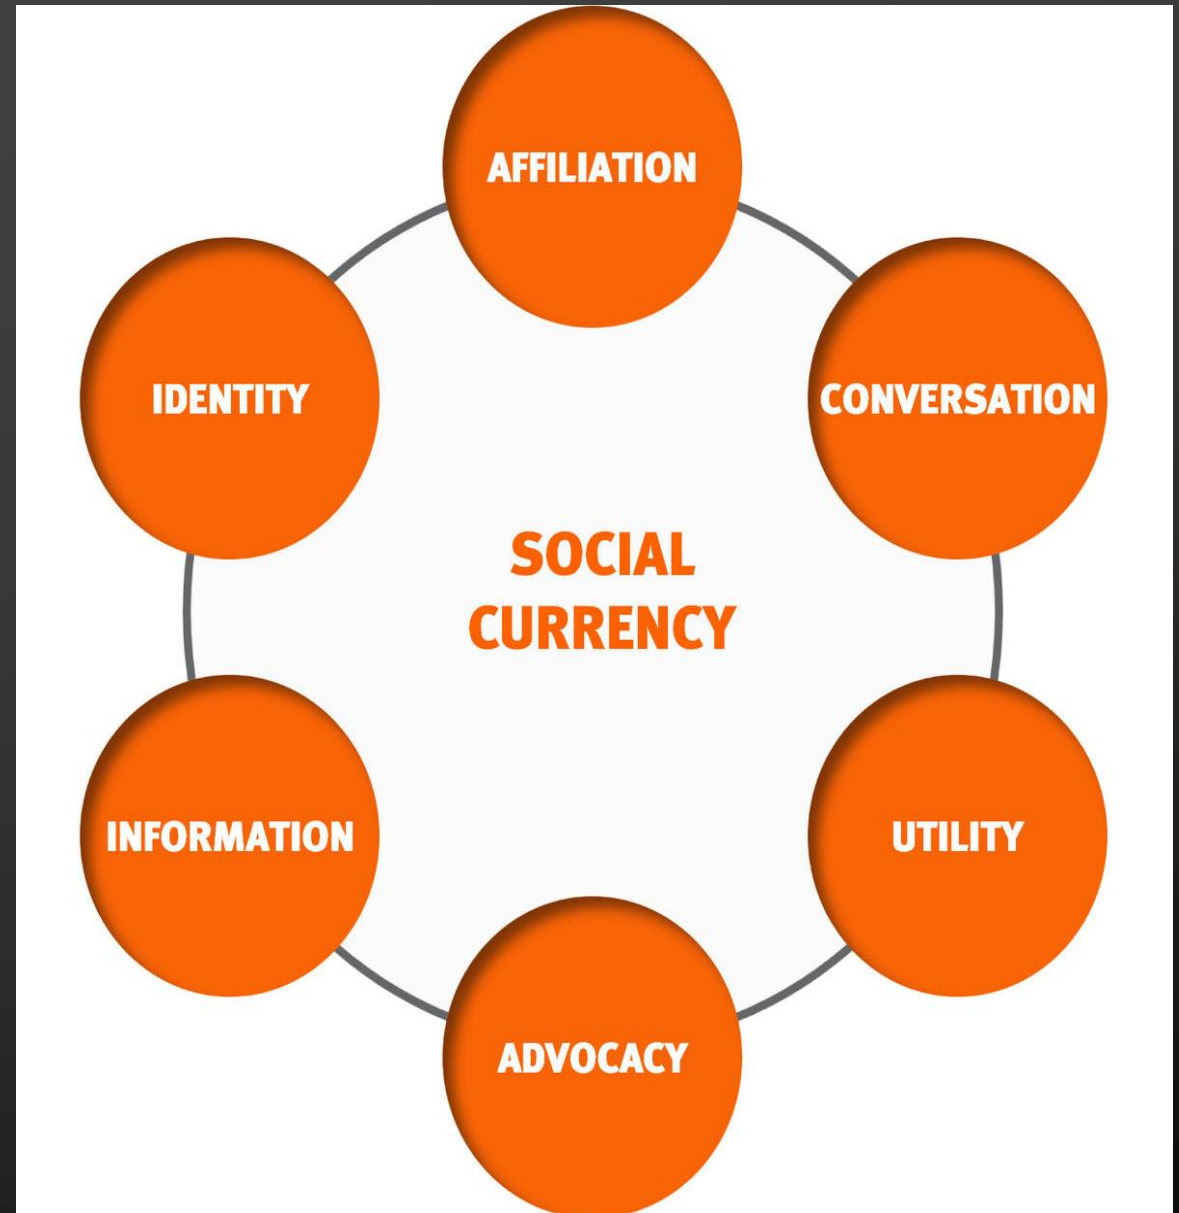 AFFILIATION
IDENTITY
CONVERSATION
SOCIAL
CURRENCY
INFORMATION
UTILITY
ADVOCACY